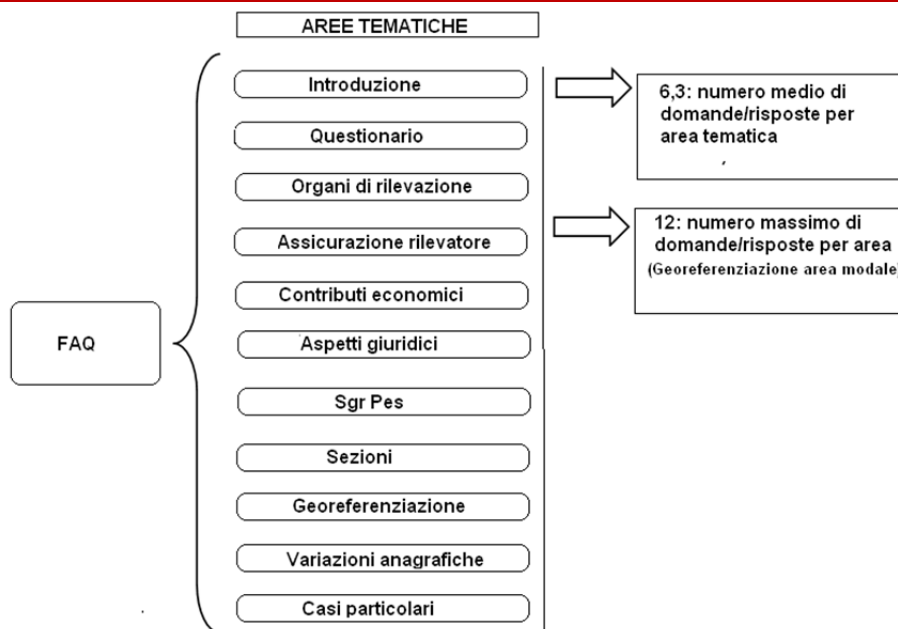 AREE TEMATICHE
Introduzione
Questionario
Organi di rilevazione
Assicurazione rilevatore
Contributi economici
Aspetti giuridici
Sgr Pes
Sezioni
Georeferenziazione
Variazioni anagrafiche
Casi particolari
FAQ
6,3: numero medio di
domande/risposte per
area tematica
12: numero massimo di
domande/risposte per area
(Georeferenziazione area modale)